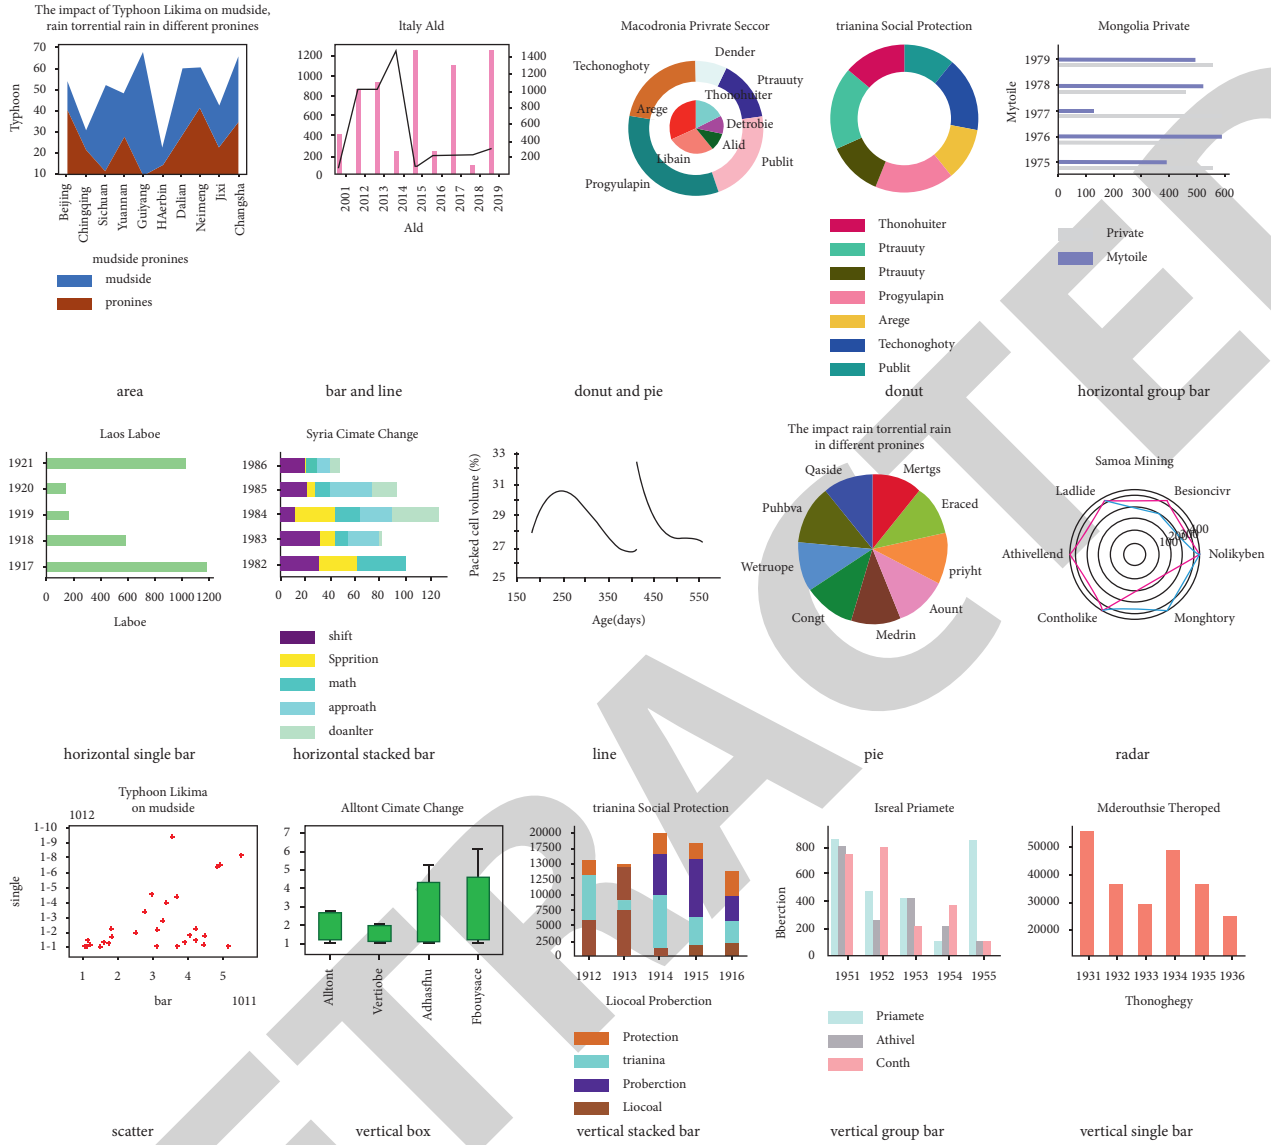 The impact of Typhoon Likima on mudside,
rain torrential rain in different pronines
70
60
50
40
30
20
10
Typhoon
Beijing
Chingqing
Sichuan
Yuannan
Guiyang
HAerbin
Dalian
Neimeng
Jixi
Changsha
mudside pronines
mudside
pronines
area
ltaly Ald
1200
1000
800
600
400
200
0
1400
1200
1000
800
600
400
200
2001
2012
2013
2014
2015
2016
2017
2018
2019
Ald
bar and line
Macodronia Privrate Seccor
Dender
Techonoghoty
Ptrauuty
Thonohuiter
Arege
Detrobie
Alid
Libain
Publit
Progyulapin
donut and pie
trianina Social Protection
Thonohuiter
Ptrauuty
Ptrauuty
Progyulapin
Arege
Techonoghoty
Publit
donut
Mongolia Private
Mytoile
1979
1978
1977
1976
1975
0 100 200 300 400 500 600
Private
Mytoile
horizontal group bar
Laos Laboe
1921
1920
1919
1918
1917
0 200 400 600 800 1000 1200
Laboe
horizontal single bar
Syria Cimate Change
1986
1985
1984
1983
1982
0 20 40 60 80 100 120
shift
Spprition
math
approath
doanlter
horizontal stacked bar
Packed cell volume (%)
33
31
29
27
25
150 250 350 450 550
Age(days)
line
The impact rain torrential rain
in different pronines
Qaside
Mertgs
Puhbva
Eraced
Wetruope
priyht
Congt
Aount
Medrin
pie
Samoa Mining
Ladlide
Besioncivr
400
300
200
100
Athivellend
Nolikyben
Contholike
Monghtory
radar
Typhoon Likima
on mudside
1012
1-10
1-9
1-8
1-6
1-5
1-4
1-3
1-2
1-1
single
1 2 3 4 5
bar
1011
scatter
Alltont Cimate Change
7
6
5
4
3
2
1
Alltont
Vertiobe
Adhasfhu
Fbouysace
vertical box
trianina Social Protection
20000
18000
15000
13000
10000
7500
5000
2500
0
1912 1913 1914 1915 1916
Liocoal Proberction
Protection
trianina
Proberction
Liocoal
vertical stacked bar
Isreal Priamete
Bberction
800
600
400
200
0
1951 1952 1953 1954 1955
Priamete
Athivel
Conth
vertical group bar
Mderouthsie Theroped
50000
40000
30000
20000
1931 1932 1933 1934 1935 1936
Thonoghegy
vertical single bar